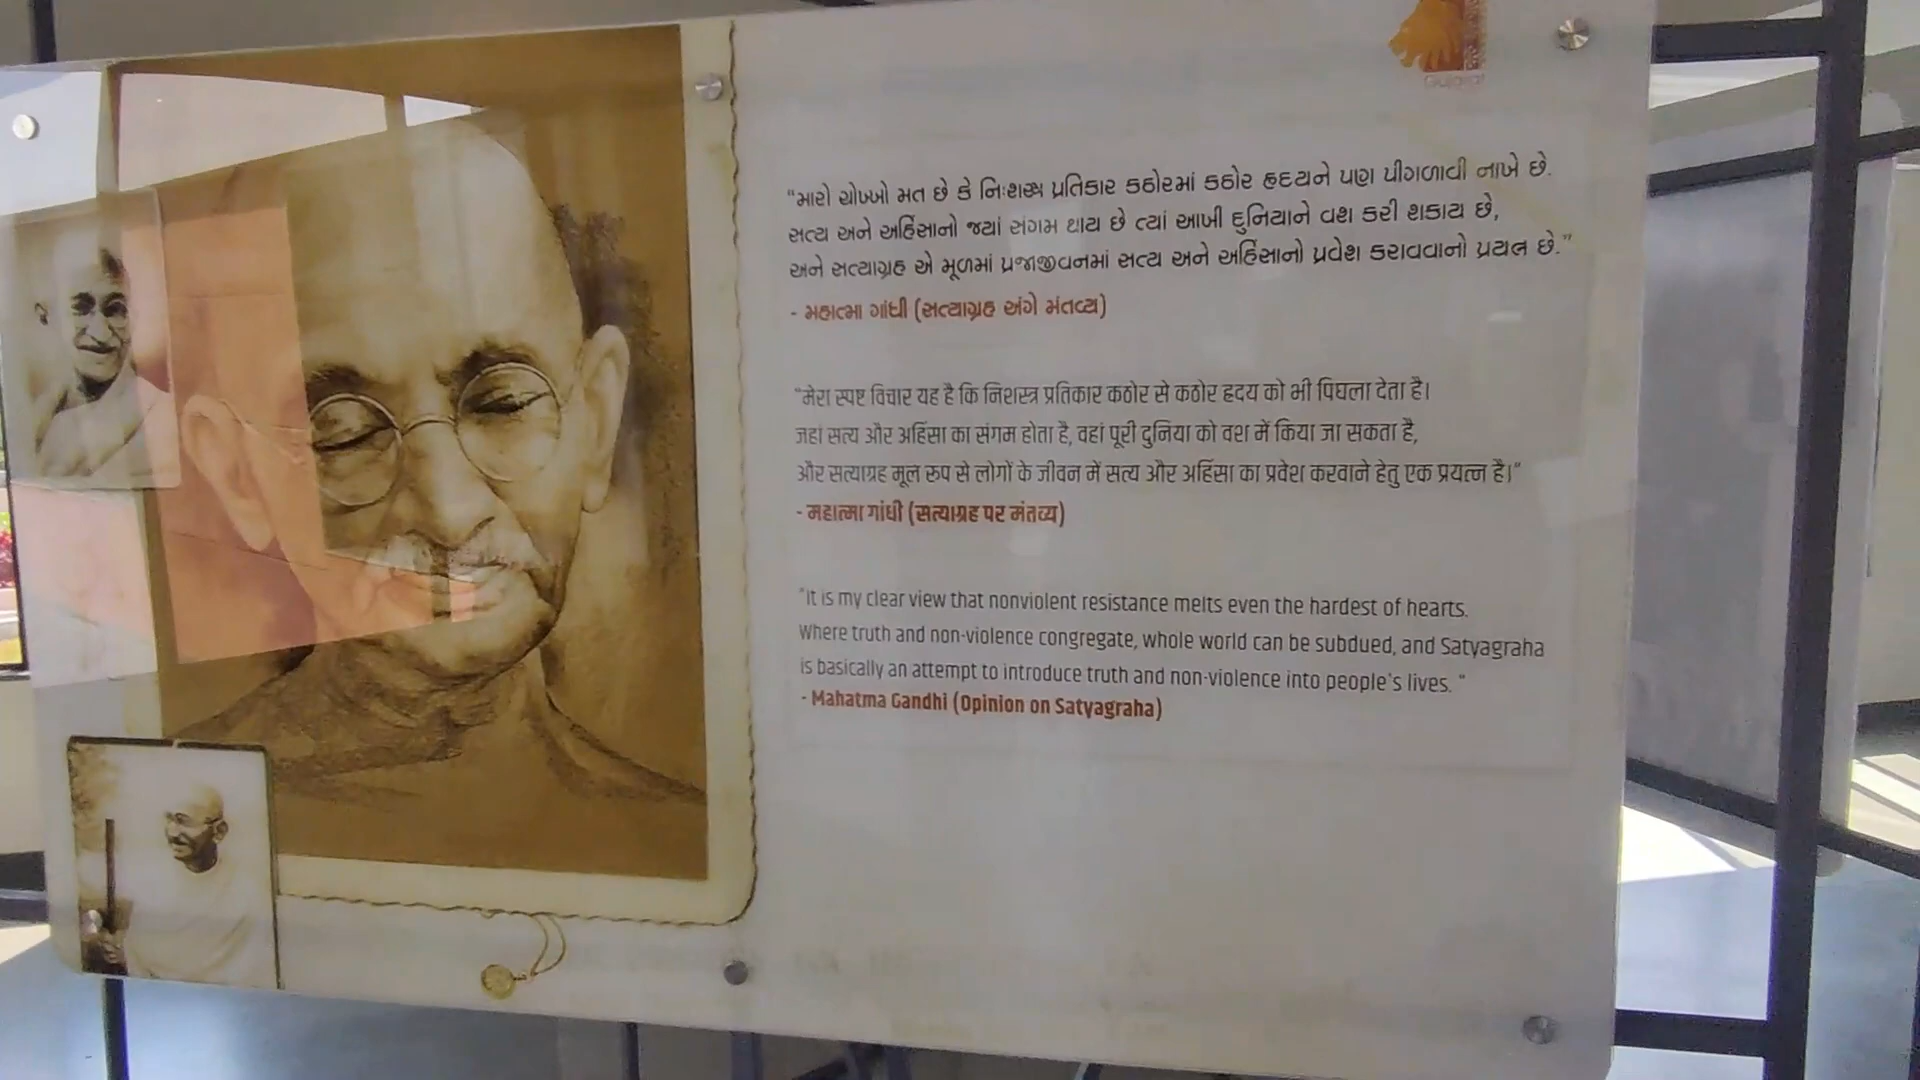 Gujarat
"મારો ચોખ્ખો મત છે કે નિઃશસ્ત્ર પ્રતિકાર કઠોરમાં કઠોર હૃદયને પણ પીગળાવી નાખે છે.
સત્ય અને અહિંસાનો જ્યાં સંગમ થાય છે ત્યાં આખી દુનિયાને વશ કરી શકાય છે,
અને સત્યાગ્રહ એ મૂળમાં પ્રજાજીવનમાં સત્ય અને અહિંસાનો પ્રવેશ કરાવવાનો પ્રયત્ન છે."
- મહાત્મા ગાંધી (સત્યાગ્રહ અંગે મંતવ્ય)
"मेरा स्पष्ट विचार यह है कि निशस्त्र प्रतिकार कठोर से कठोर हृदय को भी पिघला देता है।
जहां सत्य और अहिंसा का संगम होता है, वहां पूरी दुनिया को वश में किया जा सकता है,
और सत्याग्रह मूल रूप से लोगों के जीवन में सत्य और अहिंसा का प्रवेश करवाने हेतु एक प्रयत्न है।"
- महात्मा गांधी (सत्याग्रह पर मंतव्य)
"It is my clear view that nonviolent resistance melts even the hardest of hearts.
Where truth and non-violence congregate, whole world can be subdued, and Satyagraha
is basically an attempt to introduce truth and non-violence into people's lives. "
- Mahatma Gandhi (Opinion on Satyagraha)